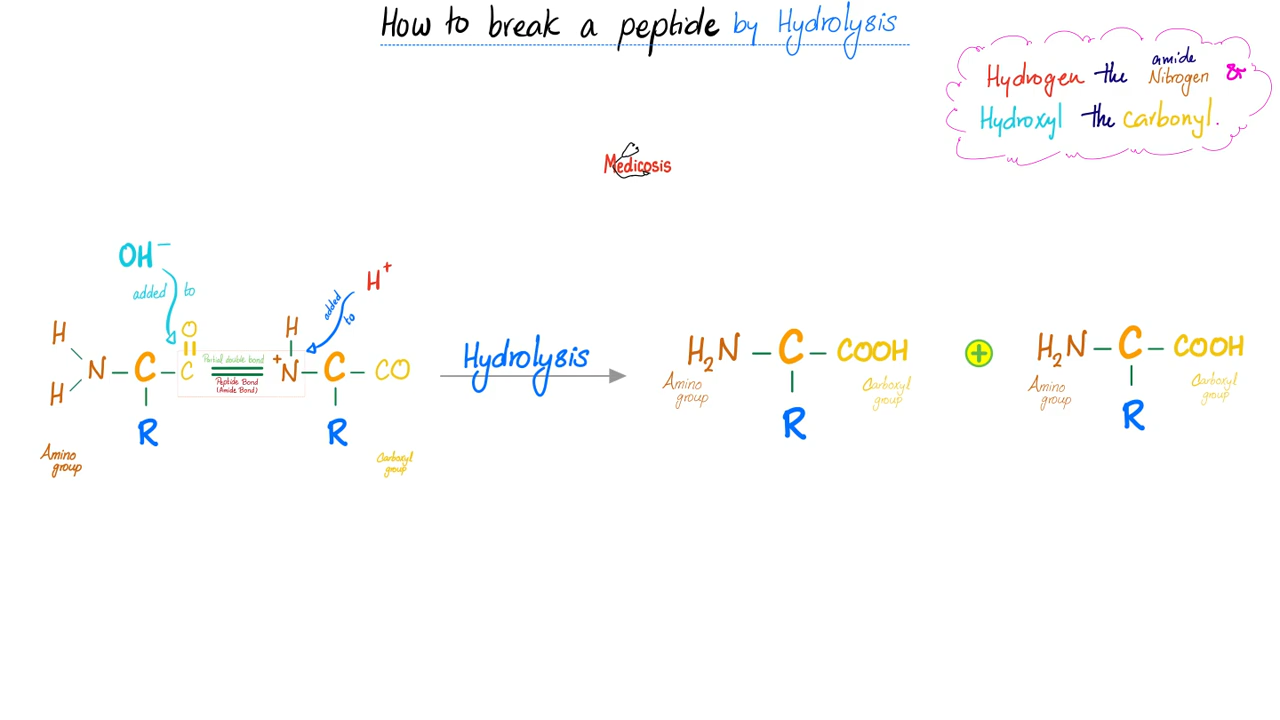 How to break a peptide by Hydrolysis
amide
Hydrogen the Nitrogen &
Hydroxyl the Carbonyl.
Medicosis
OH⁻
added to
H⁺
added to
H
H
N – C – C
O
R
Partial double bond
Peptide Bond
(Amide Bond)
H
+
N – C – CO
R
Amino
group
Carboxyl
group
Hydrolysis
H₂N – C – COOH
Amino
group
Carboxyl
group
R
+
H₂N – C – COOH
Amino
group
Carboxyl
group
R